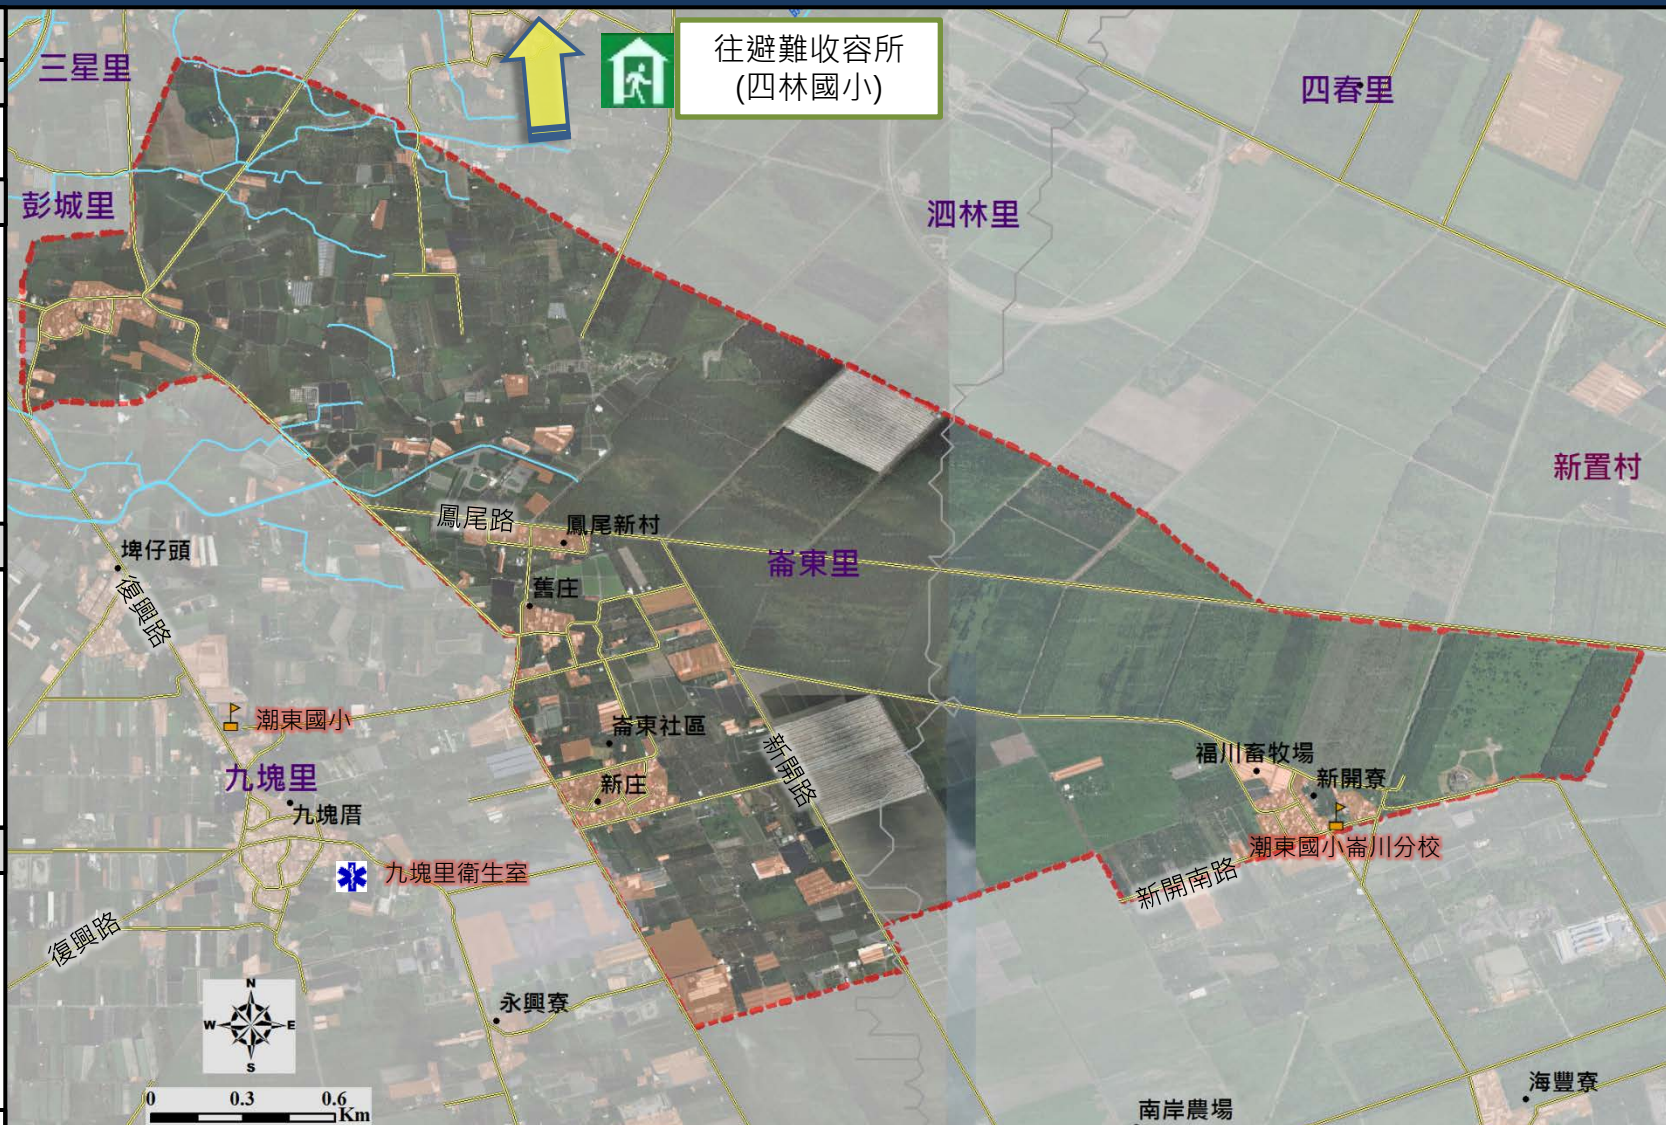 往避難收容所
(四林國小)
三星里
四春里
彭城里
泗林里
新置村
鳳尾路
鳳尾新村
埤仔頭
崙東里
舊庄
復興路
潮東國小
崙東社區
新開路
福川畜牧場
九塊里
新庄
新開寮
九塊厝
潮東國小崙川分校
九塊里衛生室
新開南路
復興路
N
W
E
S
永興寮
海豐寮
0 0.3 0.6
Km
南岸農場